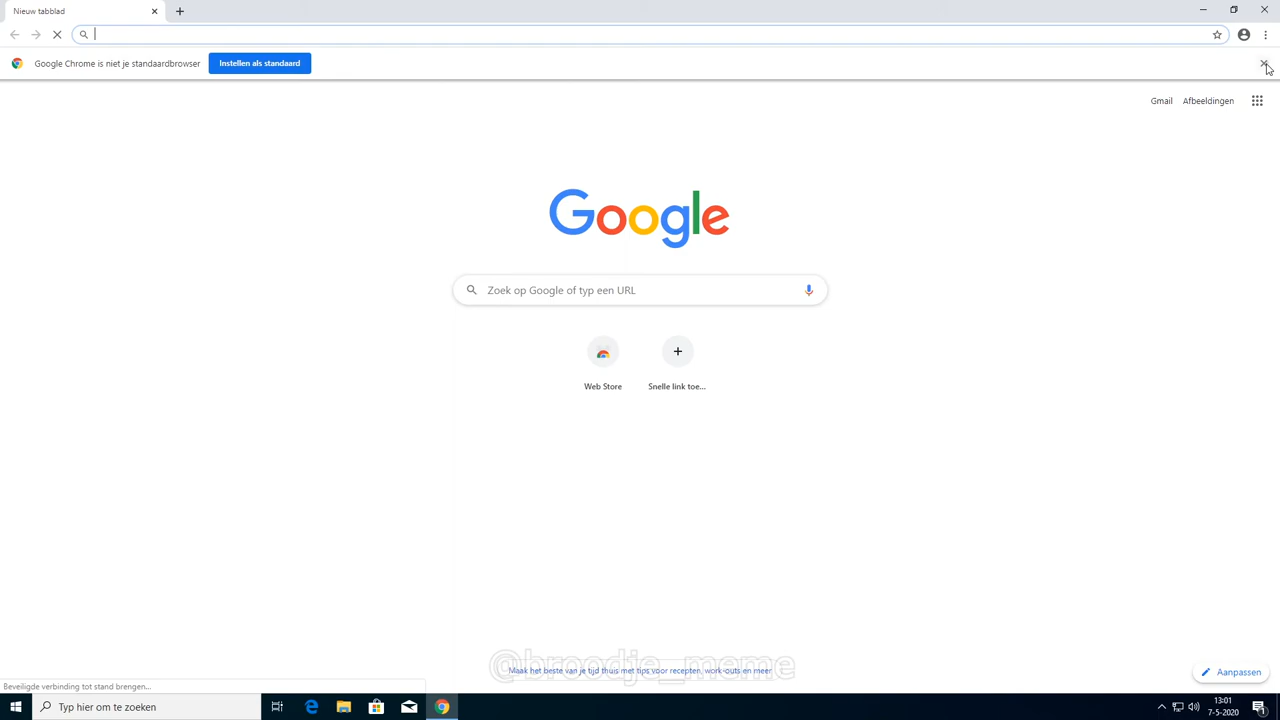 Nieuw tabblad
Google Chrome is niet je standaardbrowser
Instellen als standaard
Gmail
Afbeeldingen
Google
Zoek op Google of typ een URL
Web Store
Snelle link toe...
@broodje_meme
Maak het beste van je tijd thuis met tips voor recepten, work-outs en meer
Aanpassen
Beveiligde verbinding tot stand brengen...
Typ hier om te zoeken
13:01
7-5-2020
1